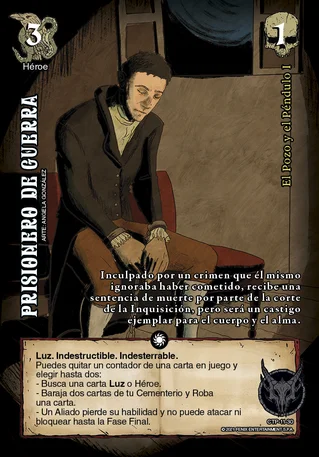 3
Héroe
1
El Pozo y el Péndulo I
PRISIONERO DE GUERRA
ARTE: ANGELA GONZÁLEZ
Inculpado por un crimen que él mismo
ignoraba haber cometido, recibe una
sentencia de muerte por parte de la corte
de la Inquisición, pero será un castigo
ejemplar para el cuerpo y el alma.
Luz. Indestructible. Indesterrable.
Puedes quitar un contador de una carta en juego y
elegir hasta dos:
- Busca una carta Luz o Héroe.
- Baraja dos cartas de tu Cementerio y Roba
una carta.
- Un Aliado pierde su habilidad y no puede atacar ni
bloquear hasta la Fase Final.
© 2021 FENIX ENTERTAINMENT S.P.A